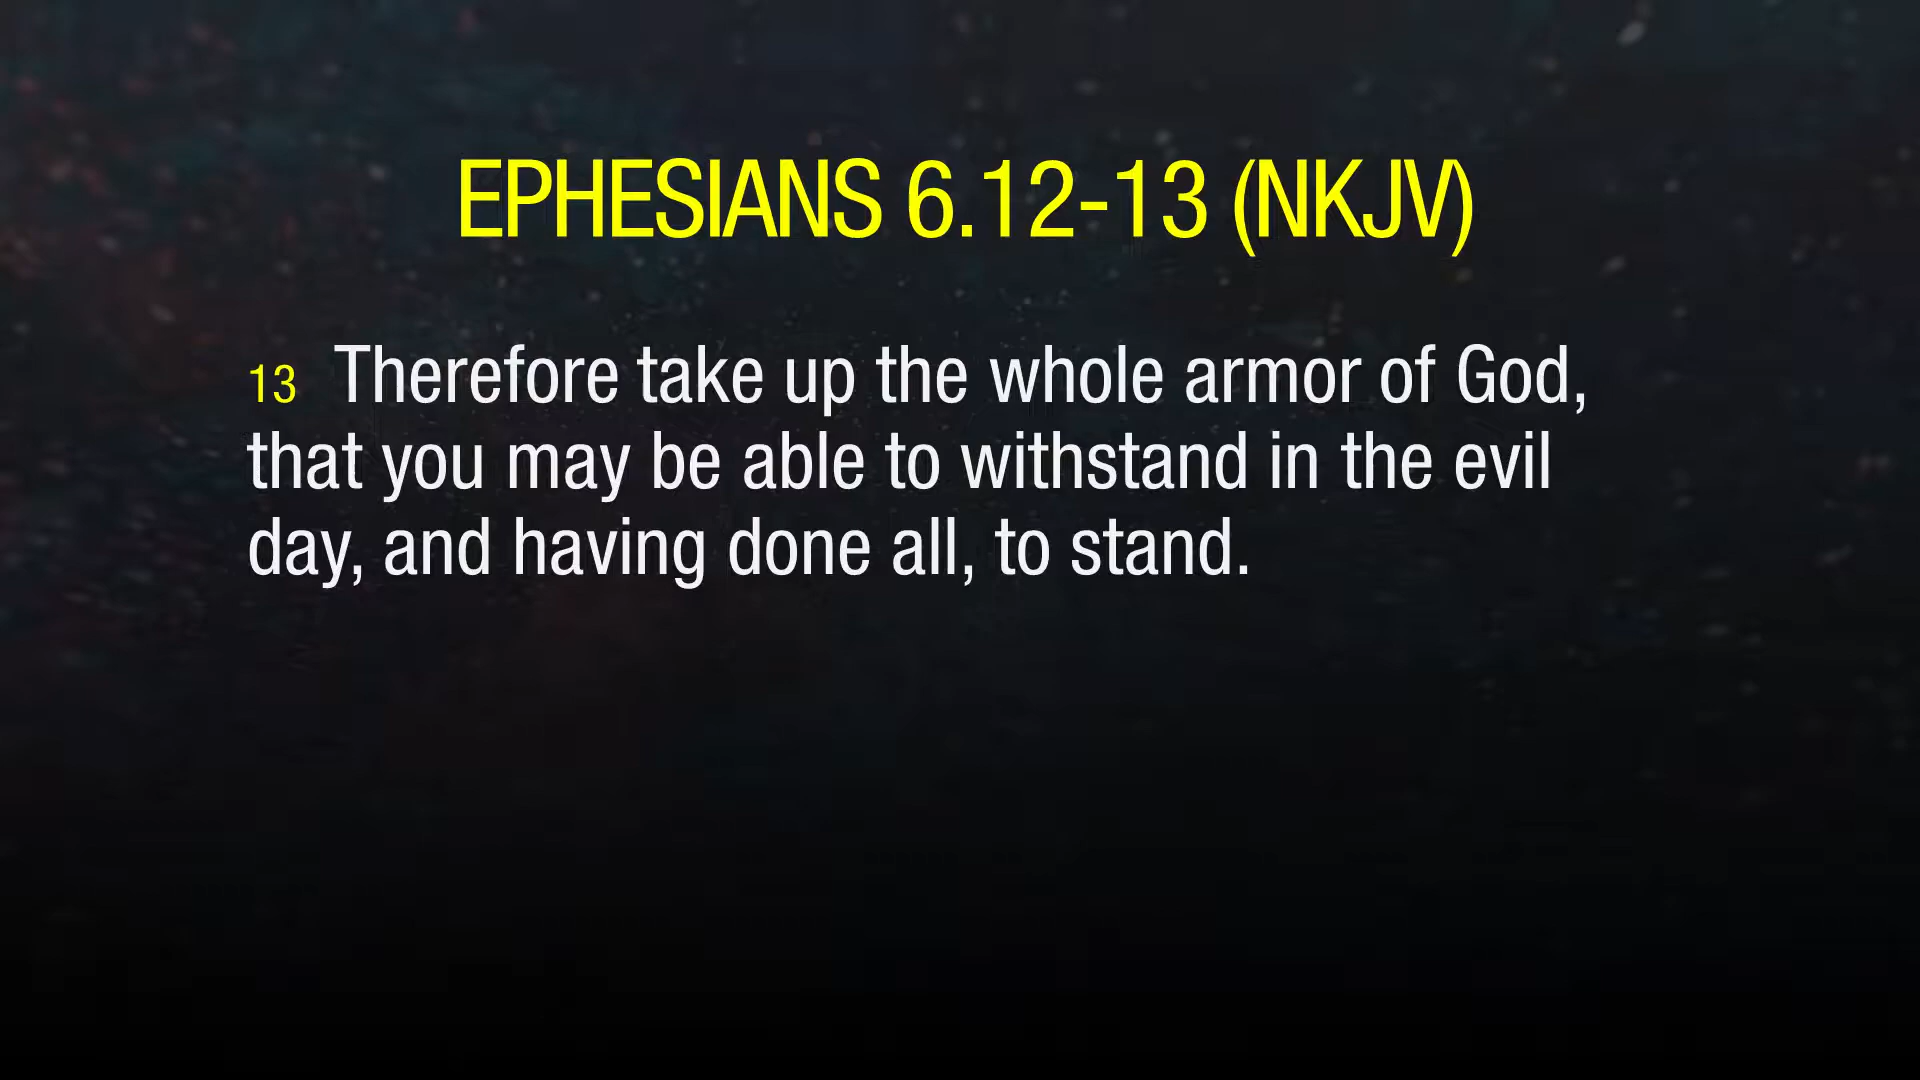 EPHESIANS 6.12-13 (NKJV)
13 Therefore take up the whole armor of God,
that you may be able to withstand in the evil
day, and having done all, to stand.